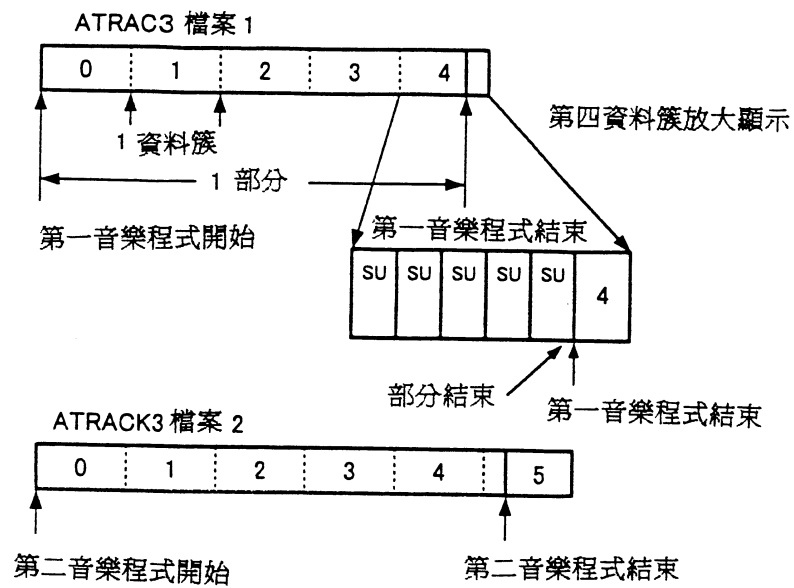 ATRAC3 檔案 1
0 1 2 3 4
1 資料簇
第四資料簇放大顯示
1 部分
第一音樂程式開始
第一音樂程式結束
SU SU SU SU SU 4
部分結束
第一音樂程式結束
ATRACK3 檔案 2
0 1 2 3 4 5
第二音樂程式開始
第二音樂程式結束